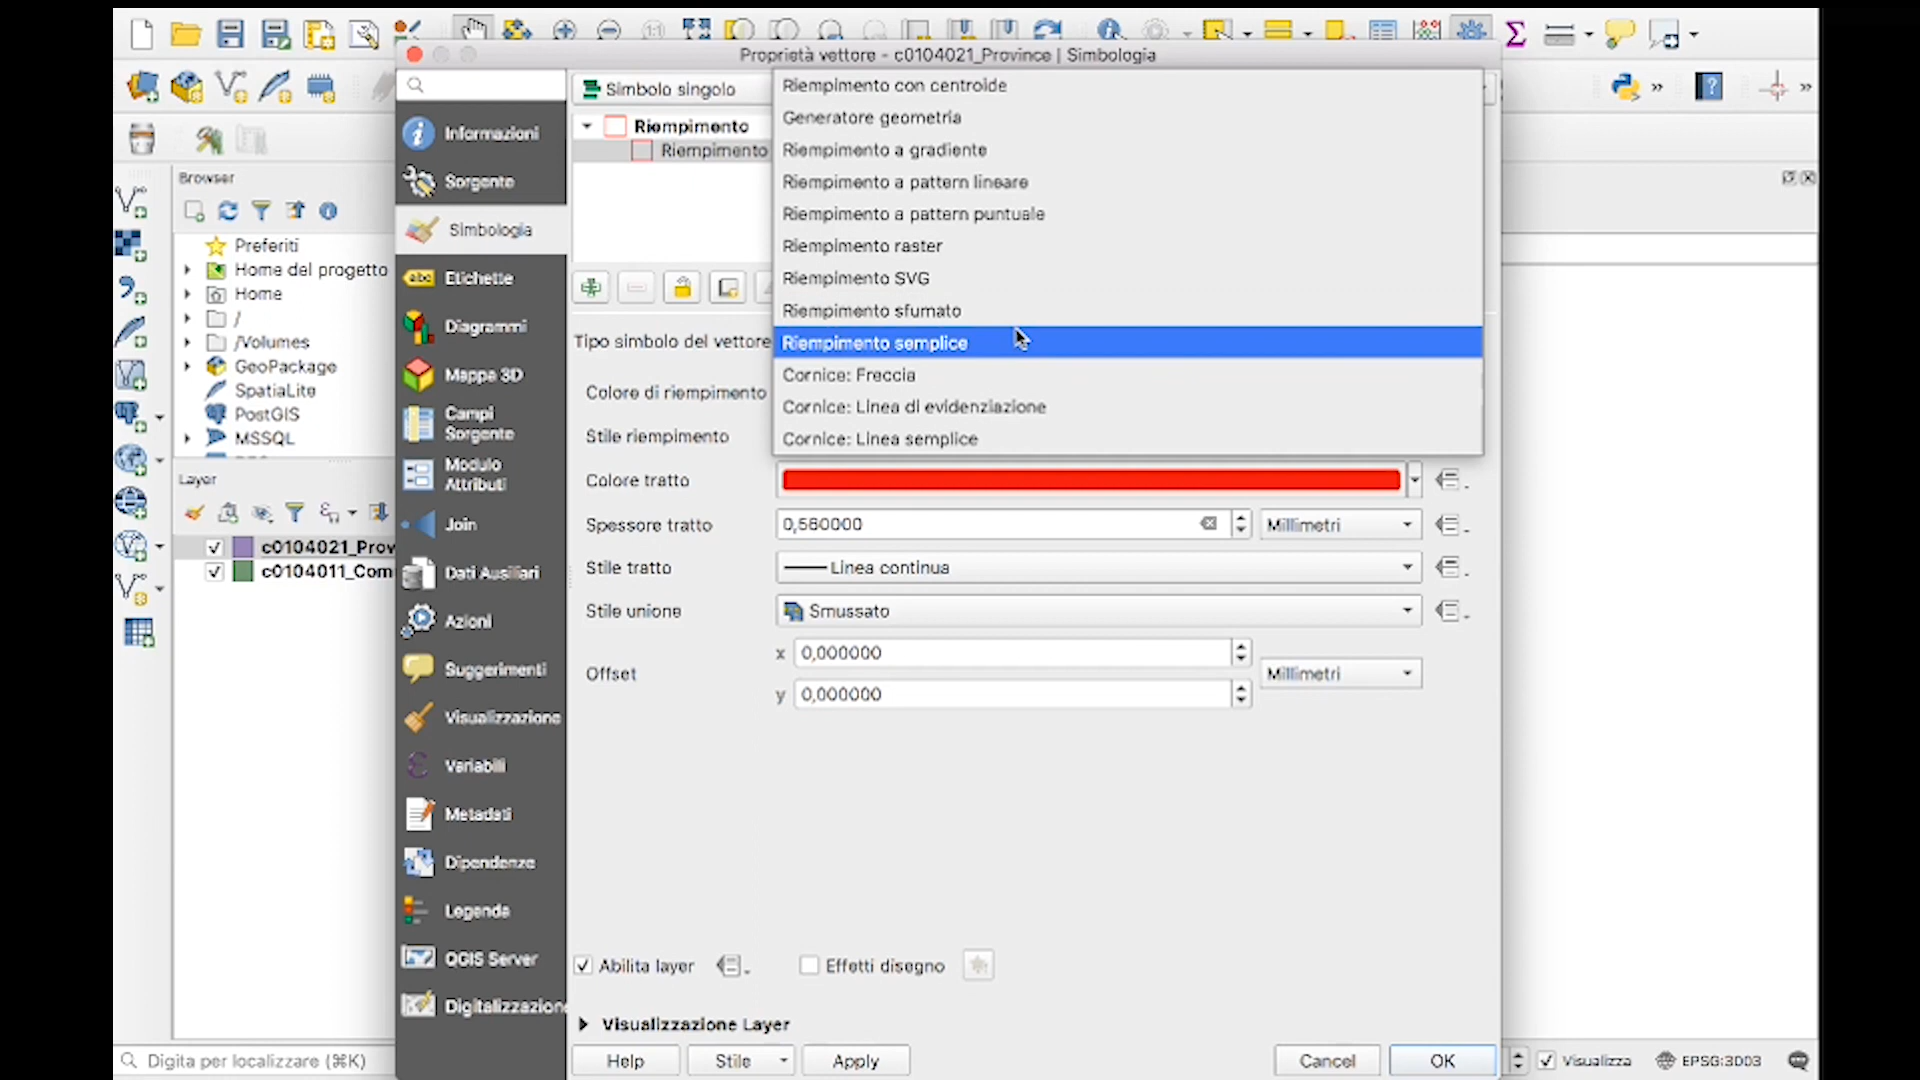 Proprietà vettore - c0104021_Province | Simbologia
Simbolo singolo
Riempimento
Riempimento
Riempimento con centroide
Generatore geometria
Riempimento a gradiente
Riempimento a pattern lineare
Riempimento a pattern puntuale
Riempimento raster
Riempimento SVG
Riempimento sfumato
Riempimento semplice
Cornice: Freccia
Cornice: Linea di evidenziazione
Cornice: Linea semplice
Informazioni
Sorgente
Simbologia
Etichette
Diagrammi
Mappe 3D
Campi
Sorgente
Modulo
Attributi
Join
Dati Ausiliari
Azioni
Suggerimenti
Visualizzazione
Variabili
Metadati
Dipendenze
Legenda
QGIS Server
Digitalizzazione
Browser
Preferiti
Home del progetto
Home
/
/Volumes
GeoPackage
SpatiaLite
PostGIS
MSSQL
Layer
c0104021_Prov
c0104011_Com
Tipo simbolo del vettore
Colore di riempimento
Stile riempimento
Colore tratto
Spessore tratto 0,560000 Millimetri
Stile tratto Linea continua
Stile unione Smussato
Offset
x 0,000000
y 0,000000
Millimetri
Abilita layer
Effetti disegno
Visualizzazione Layer
Help Stile Apply Cancel OK
Digita per localizzare (⌘K)
Visualizza
EPSG:3003